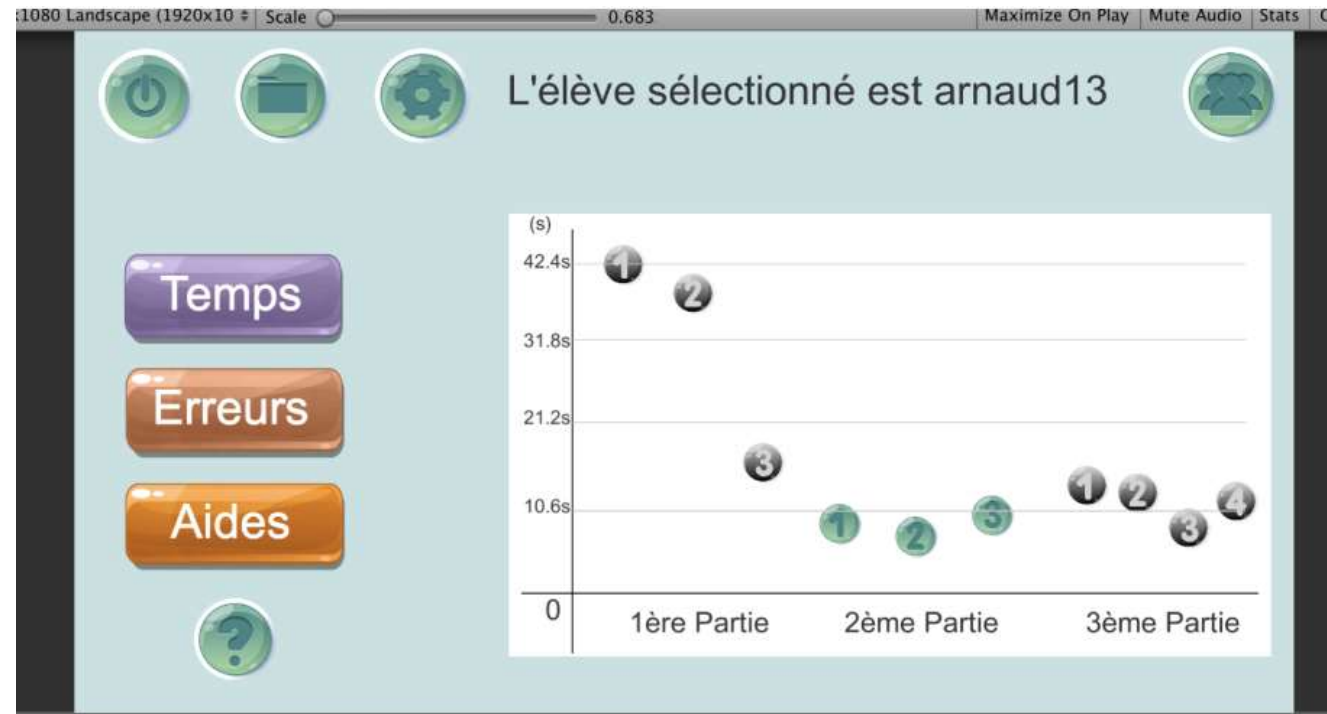 :1080 Landscape (1920x10 Scale 0.683 Maximize On Play Mute Audio Stats
L'élève sélectionné est arnaud13
Temps
Erreurs
Aides
?
(s)
42.4s
31.8s
21.2s
10.6s
0
1 2 3
1 2 3
1 2 3 4
1ère Partie 2ème Partie 3ème Partie